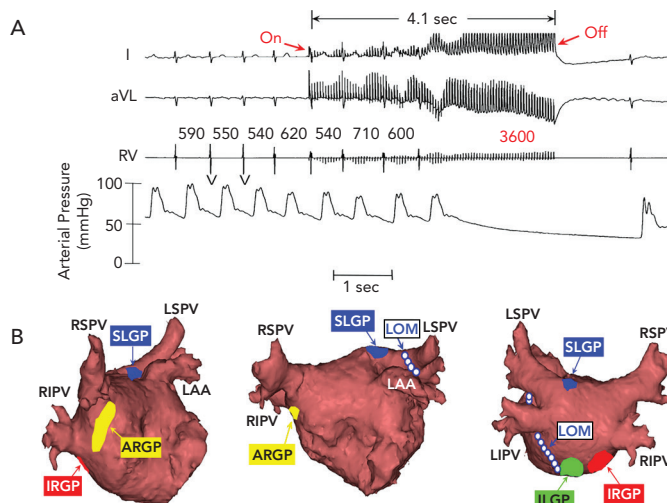 A
4.1 sec
On
Off
I
aVL
590 550 540 620 540 710 600 3600
RV
Arterial Pressure
(mmHg)
100
50
0
1 sec
B
RSPV
SLGP
LSPV
RIPV
LAA
ARGP
IRGP
RSPV
SLGP
LOM
LSPV
LAA
RIPV
ARGP
LSPV
SLGP
RSPV
LIPV
LOM
RIPV
ILGP
IRGP